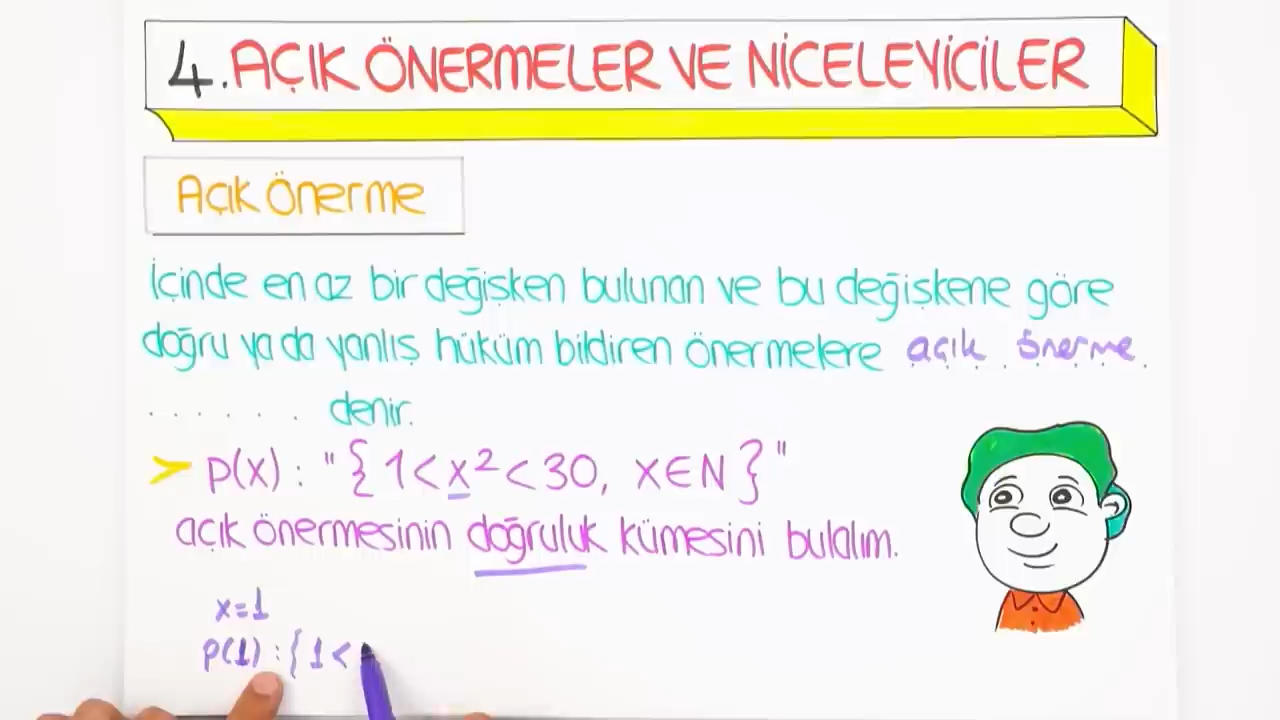 4. AÇIK ÖNERMELER VE NİCELEYİCİLER
Açık Önerme
İçinde en az bir değişken bulunan ve bu değişkene göre
doğru ya da yanlış hüküm bildiren önermelere açık önerme.
...... denir.
➤ p(x) : "{1<x²<30, x∈N}"
açık önermesinin doğruluk kümesini bulalım.
x=1
p(1) : {1<